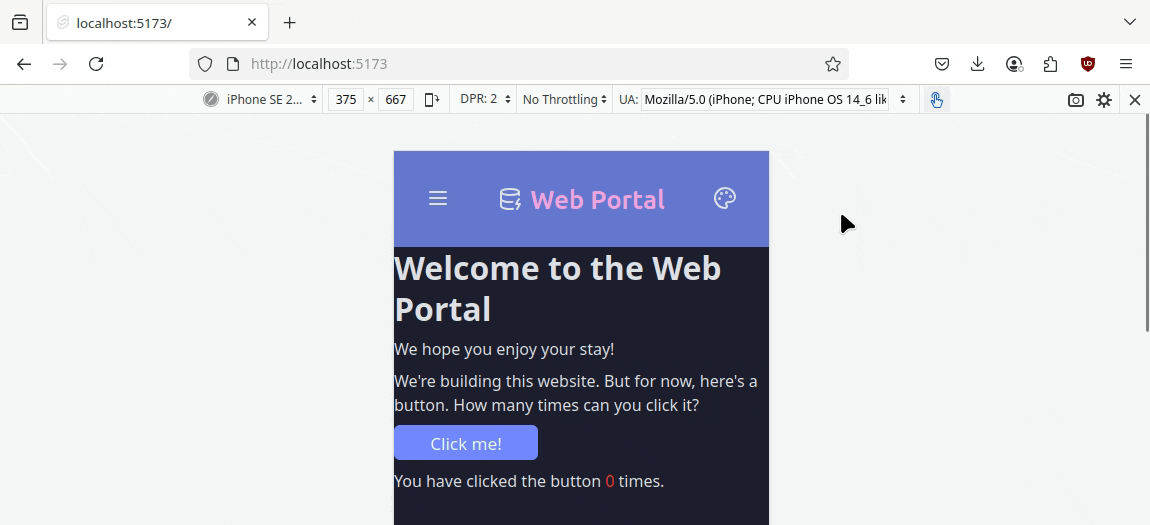 localhost:5173/
http://localhost:5173
iPhone SE 2... 375 × 667 DPR: 2 No Throttling UA: Mozilla/5.0 (iPhone; CPU iPhone OS 14_6 lik
Web Portal
Welcome to the Web
Portal
We hope you enjoy your stay!
We're building this website. But for now, here's a
button. How many times can you click it?
Click me!
You have clicked the button 0 times.